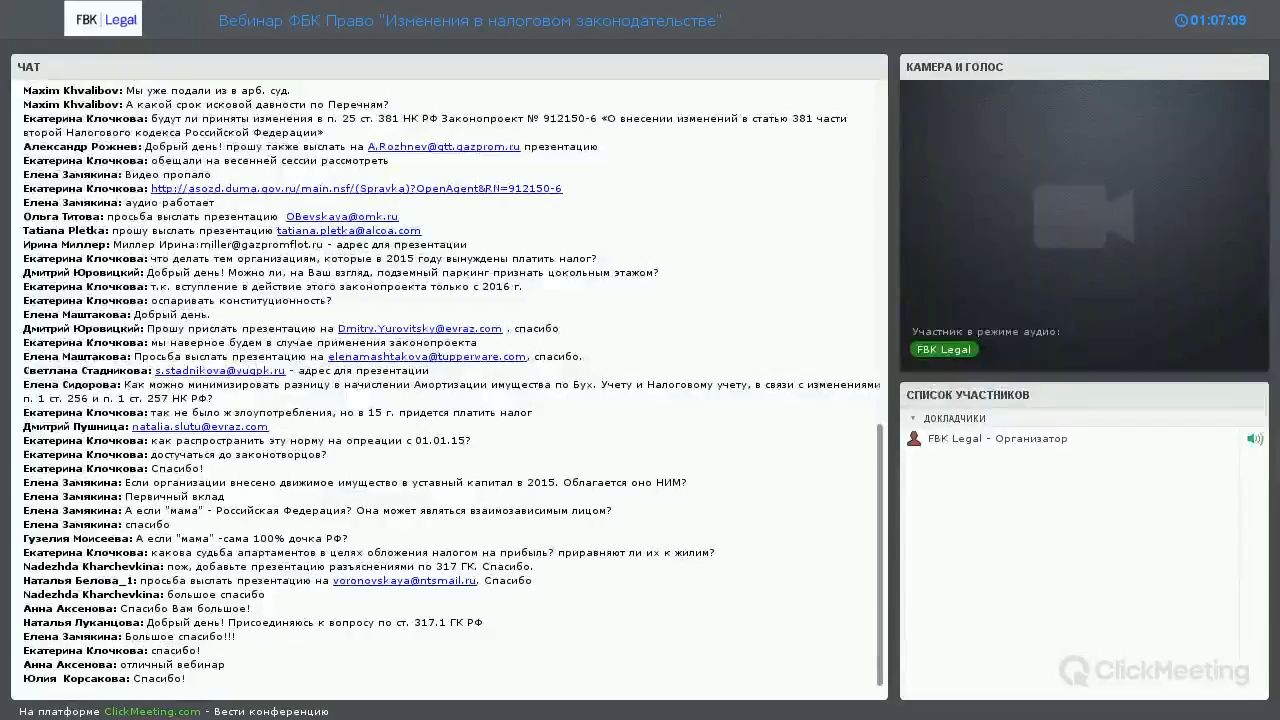 FBK Legal
Вебинар ФБК Право "Изменения в налоговом законодательстве"
01:07:09
ЧАТ
Maxim Khvalibov: Мы уже подали из в арб. суд.
Maxim Khvalibov: А какой срок исковой давности по Перечням?
Екатерина Клочкова: будут ли приняты изменения в п. 25 ст. 381 НК РФ Законопроект № 912150-6 «О внесении изменений в статью 381 части
второй Налогового кодекса Российской Федерации»
Александр Рожнев: Добрый день! прошу также выслать на A.Rozhnev@gtt.gazprom.ru презентацию
Екатерина Клочкова: обещали на весенней сессии рассмотреть
Елена Замякина: Видео пропало
Екатерина Клочкова: http://asozd.duma.gov.ru/main.nsf/(Spravka)?OpenAgent&RN=912150-6
Елена Замякина: аудио работает
Ольга Титова: просьба выслать презентацию OBevskaya@omk.ru
Tatiana Pletka: прошу выслать презентацию tatiana.pletka@alcoa.com
Ирина Миллер: Миллер Ирина:miller@gazpromflot.ru - адрес для презентации
Екатерина Клочкова: что делать тем организациям, которые в 2015 году вынуждены платить налог?
Дмитрий Юровицкий: Добрый день! Можно ли, на Ваш взгляд, подземный паркинг признать цокольным этажом?
Екатерина Клочкова: т.к. вступление в действие этого законопроекта только с 2016 г.
Екатерина Клочкова: оспаривать конституционность?
Елена Маштакова: Добрый день.
Дмитрий Юровицкий: Прошу прислать презентацию на Dmitry.Yurovitsky@evraz.com . спасибо
Екатерина Клочкова: мы наверное будем в случае применения законопроекта
Елена Маштакова: Просьба выслать презентацию на elenamashtakova@tupperware.com, спасибо.
Светлана Стадникова: s.stadnikova@yugpk.ru - адрес для презентации
Елена Сидорова: Как можно минимизировать разницу в начислении Амортизации имущества по Бух. Учету и Налоговому учету, в связи с изменениями
п. 1 ст. 256 и п. 1 ст. 257 НК РФ?
Екатерина Клочкова: так не было ж злоупотребления, но в 15 г. придется платить налог
Дмитрий Пушница: natalia.slutu@evraz.com
Екатерина Клочкова: как распространить эту норму на опреации с 01.01.15?
Екатерина Клочкова: достучаться до законотворцов?
Екатерина Клочкова: Спасибо!
Елена Замякина: Если организации внесено движимое имущество в уставный капитал в 2015. Облагается оно НИМ?
Елена Замякина: Первичный вклад
Елена Замякина: А если "мама" - Российская Федерация? Она может являться взаимозависимым лицом?
Елена Замякина: спасибо
Гузелия Моисеева: А если "мама" -сама 100% дочка РФ?
Екатерина Клочкова: какова судьба апартаментов в целях обложения налогом на прибыль? приравняют ли их к жилим?
Nadezhda Kharchevkina: пож, добавьте презентацию разъяснениями по 317 ГК. Спасибо.
Наталья Белова_1: просьба выслать презентацию на voronovskaya@ntsmail.ru, Спасибо
Nadezhda Kharchevkina: большое спасибо
Анна Аксенова: Спасибо Вам большое!
Наталья Луканцова: Добрый день! Присоединяюсь к вопросу по ст. 317.1 ГК РФ
Елена Замякина: Большое спасибо!!!
Екатерина Клочкова: спасибо!
Анна Аксенова: отличный вебинар
Юлия Корсакова: Спасибо!
КАМЕРА И ГОЛОС
Участник в режиме аудио:
FBK Legal
СПИСОК УЧАСТНИКОВ
ДОКЛАДЧИКИ
FBK Legal - Организатор
ClickMeeting
На платформе ClickMeeting.com - Вести конференцию